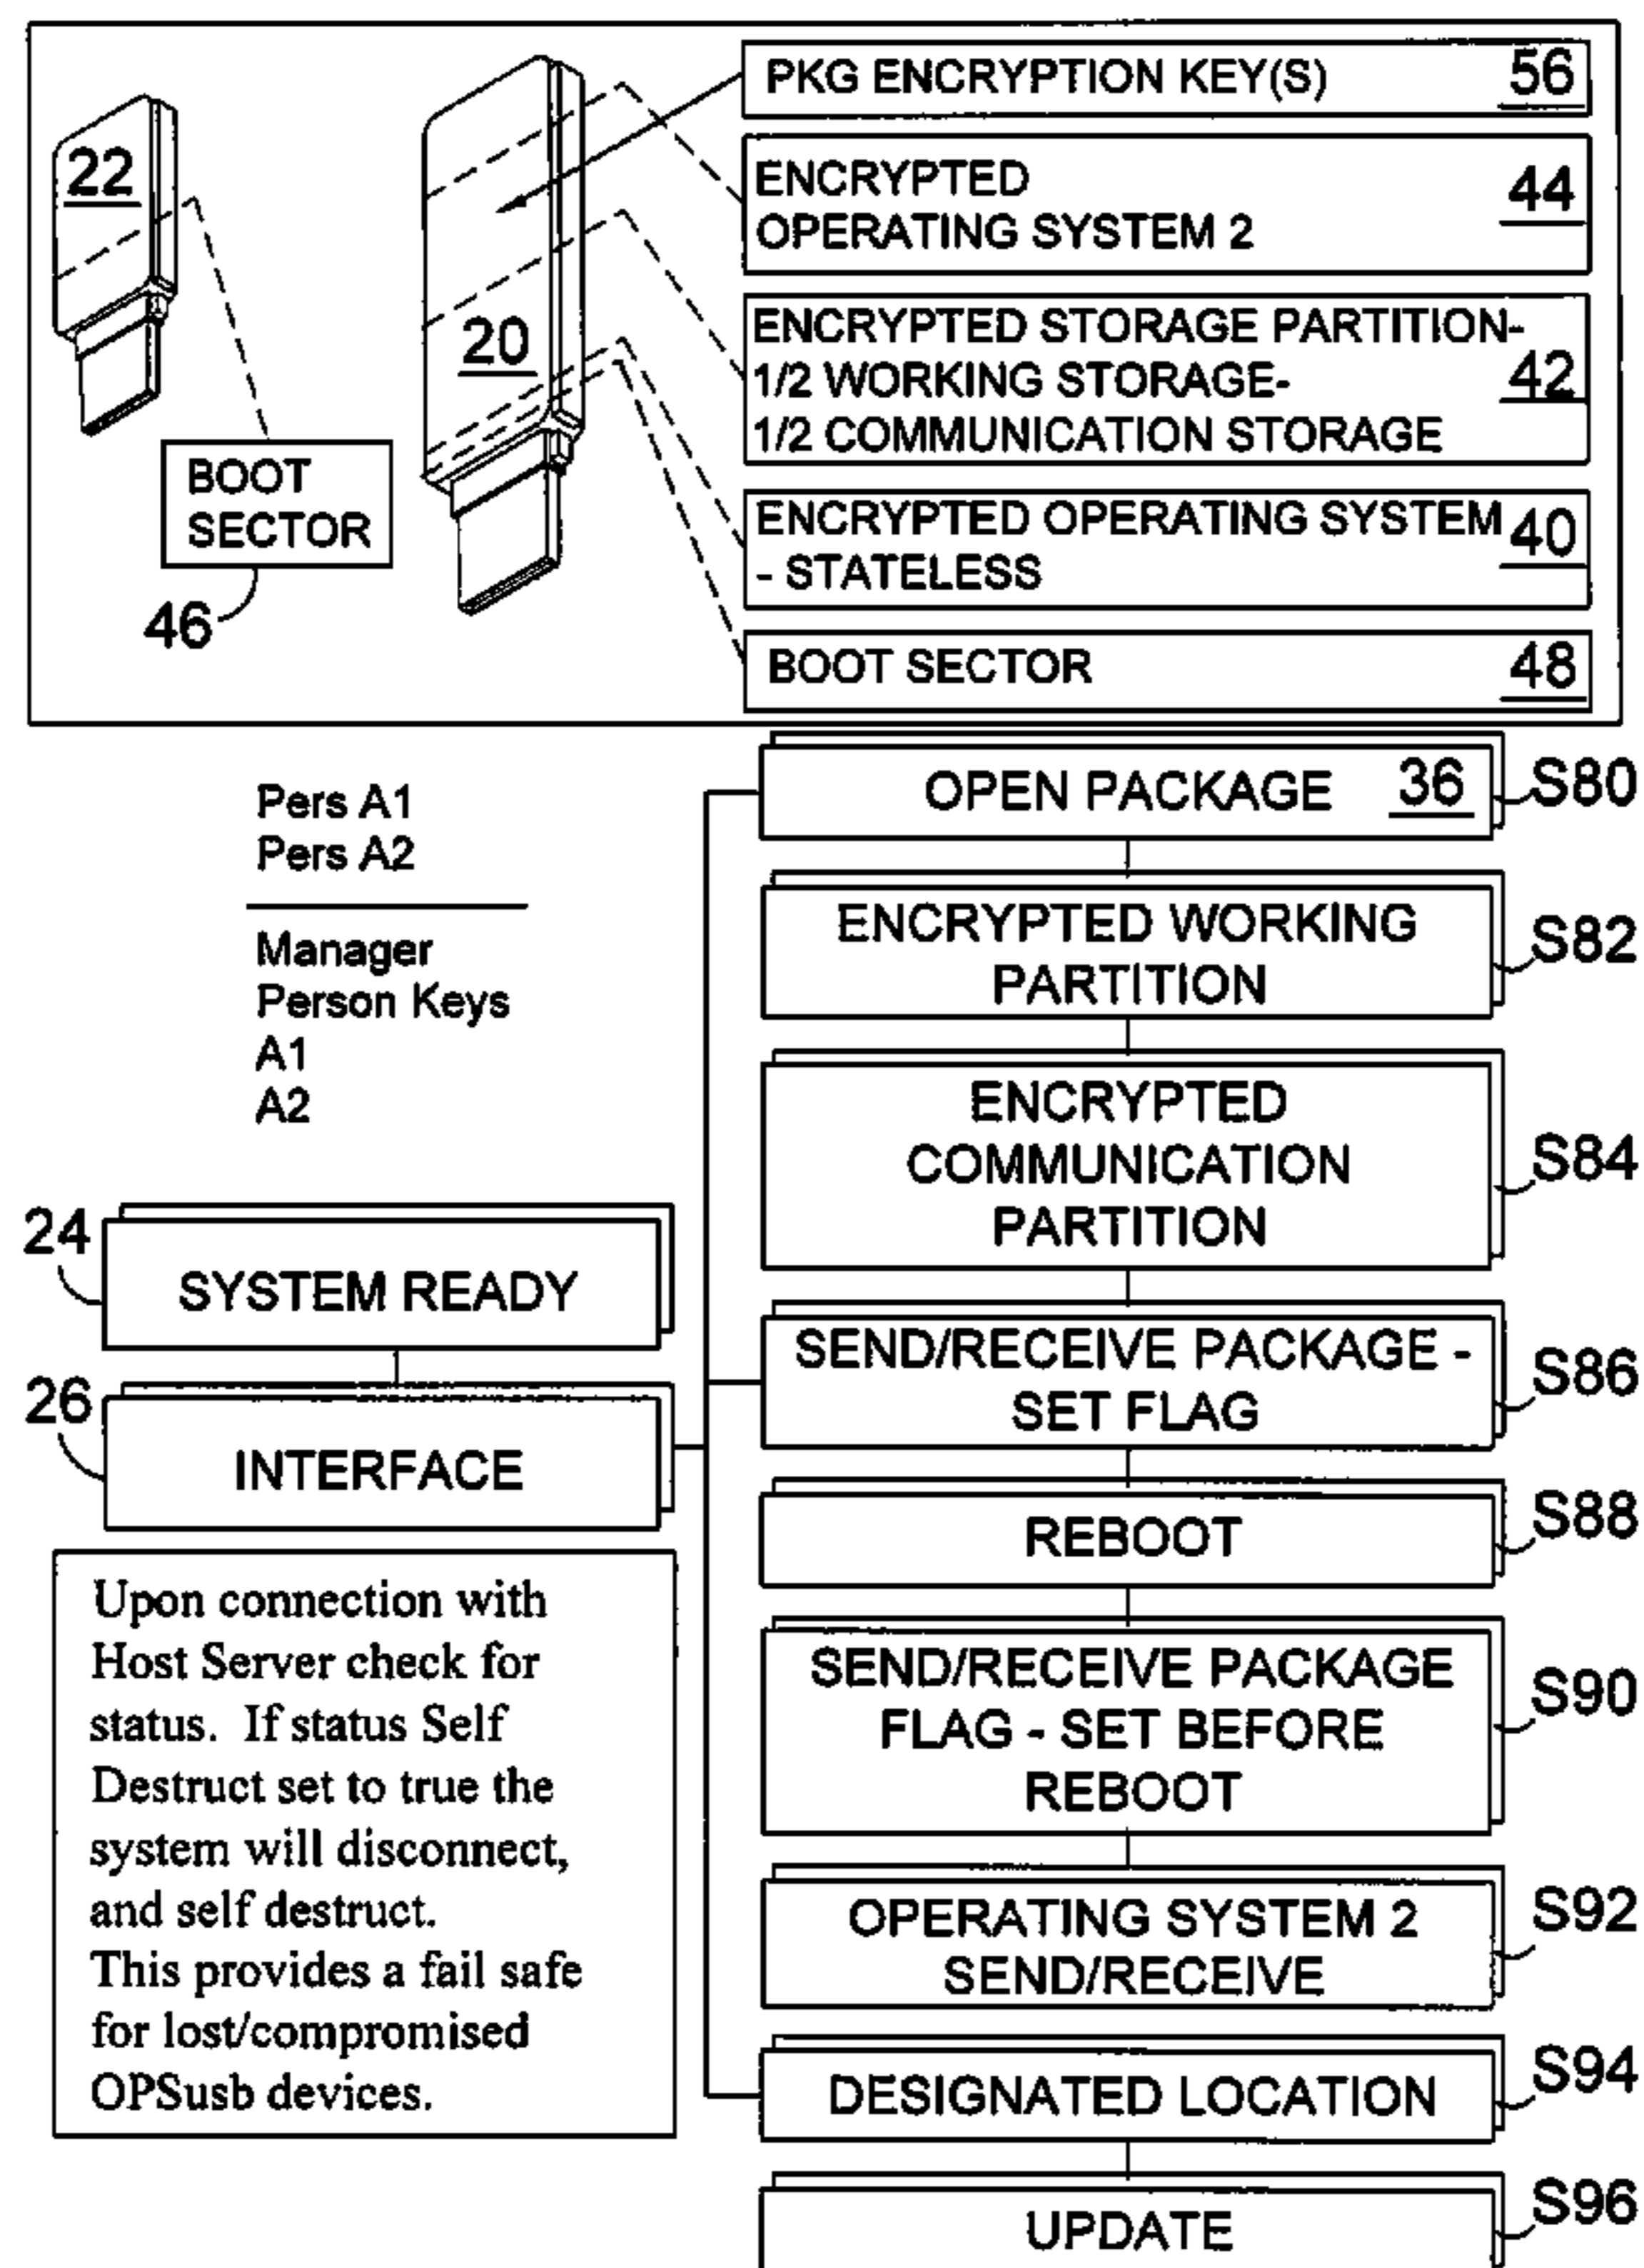 22
BOOT
SECTOR
46
20
PKG ENCRYPTION KEY(S) 56
ENCRYPTED
OPERATING SYSTEM 2
44
ENCRYPTED STORAGE PARTITION-
1/2 WORKING STORAGE-
1/2 COMMUNICATION STORAGE
42
ENCRYPTED OPERATING SYSTEM
- STATELESS
40
BOOT SECTOR 48
Pers A1
Pers A2
Manager
Person Keys
A1
A2
24
SYSTEM READY
26
INTERFACE
Upon connection with
Host Server check for
status. If status Self
Destruct set to true the
system will disconnect,
and self destruct.
This provides a fail safe
for lost/compromised
OPSusb devices.
OPEN PACKAGE 36
S80
ENCRYPTED WORKING
PARTITION
S82
ENCRYPTED
COMMUNICATION
PARTITION
S84
SEND/RECEIVE PACKAGE -
SET FLAG
S86
REBOOT
S88
SEND/RECEIVE PACKAGE
FLAG - SET BEFORE
REBOOT
S90
OPERATING SYSTEM 2
SEND/RECEIVE
S92
DESIGNATED LOCATION
S94
UPDATE
S96